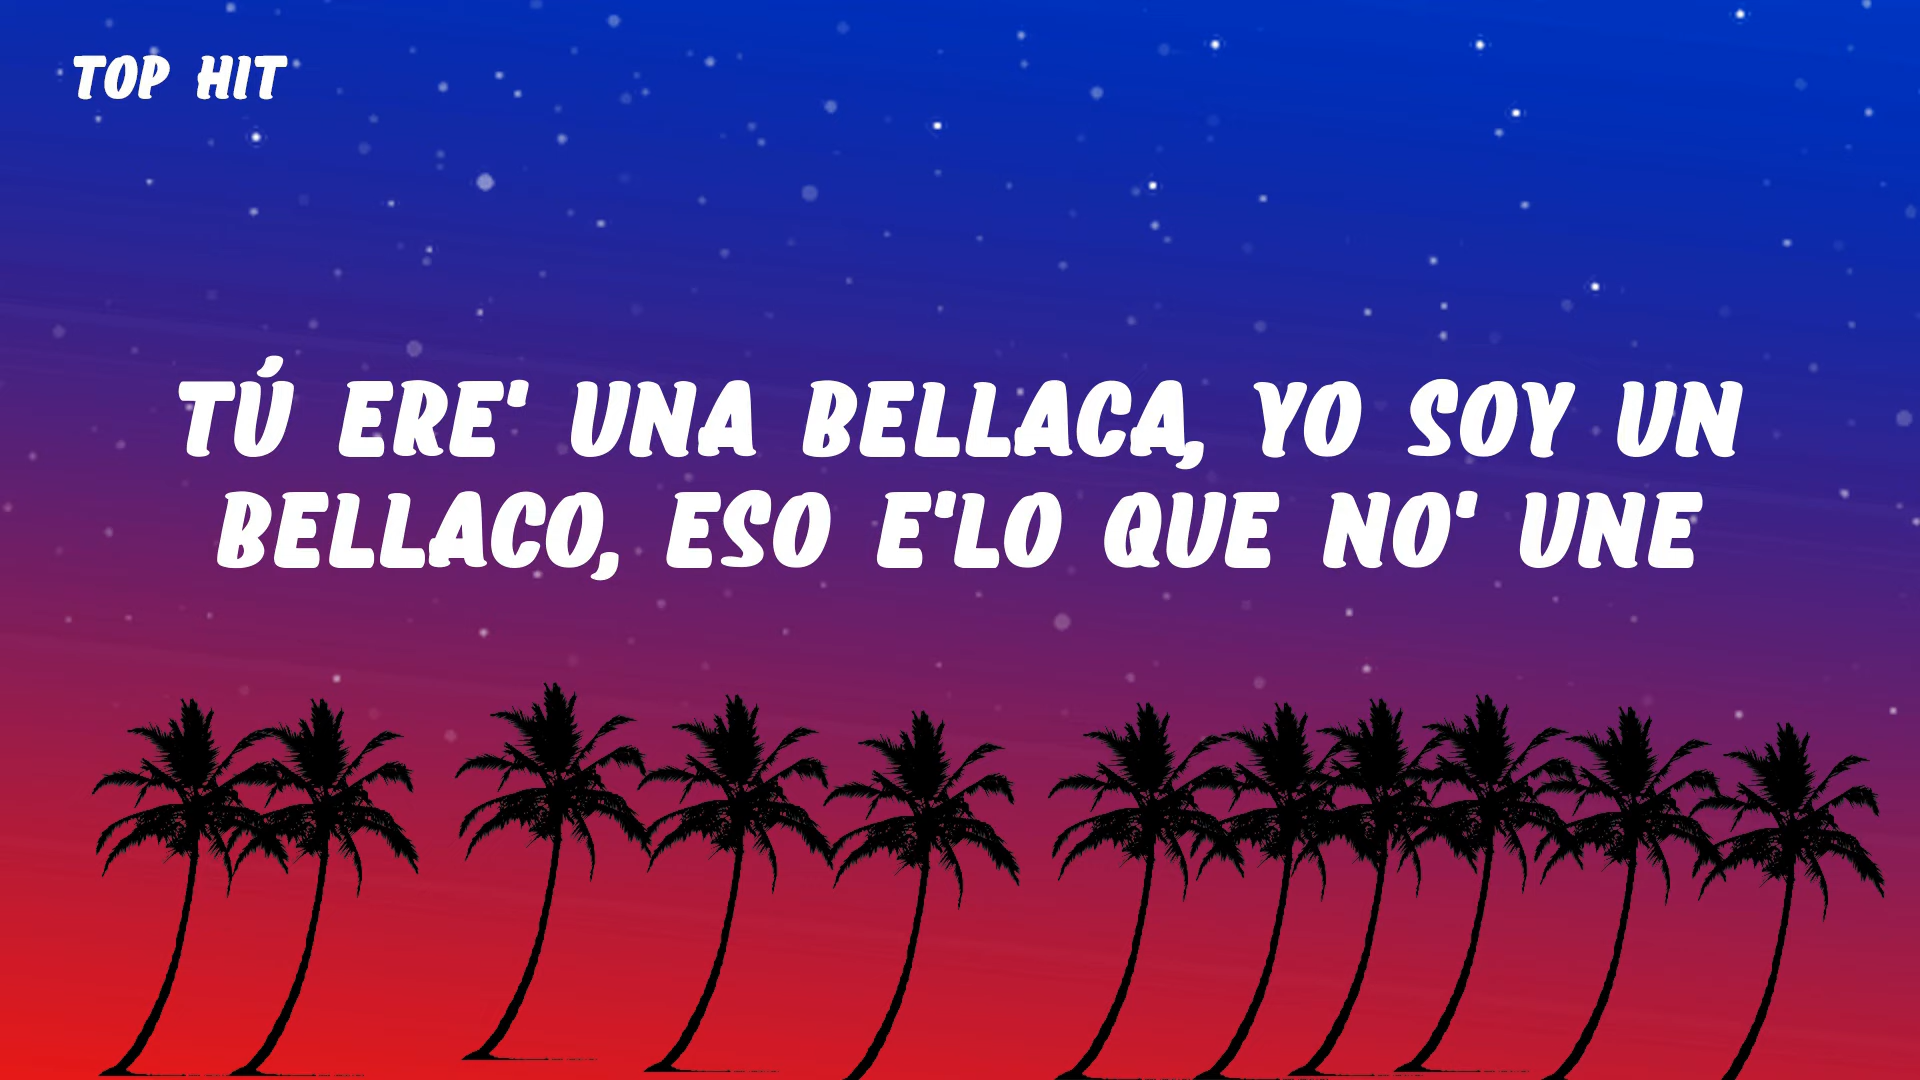 TOP HIT
TÚ ERE' UNA BELLACA, YO SOY UN
BELLACO, ESO E'LO QUE NO' UNE